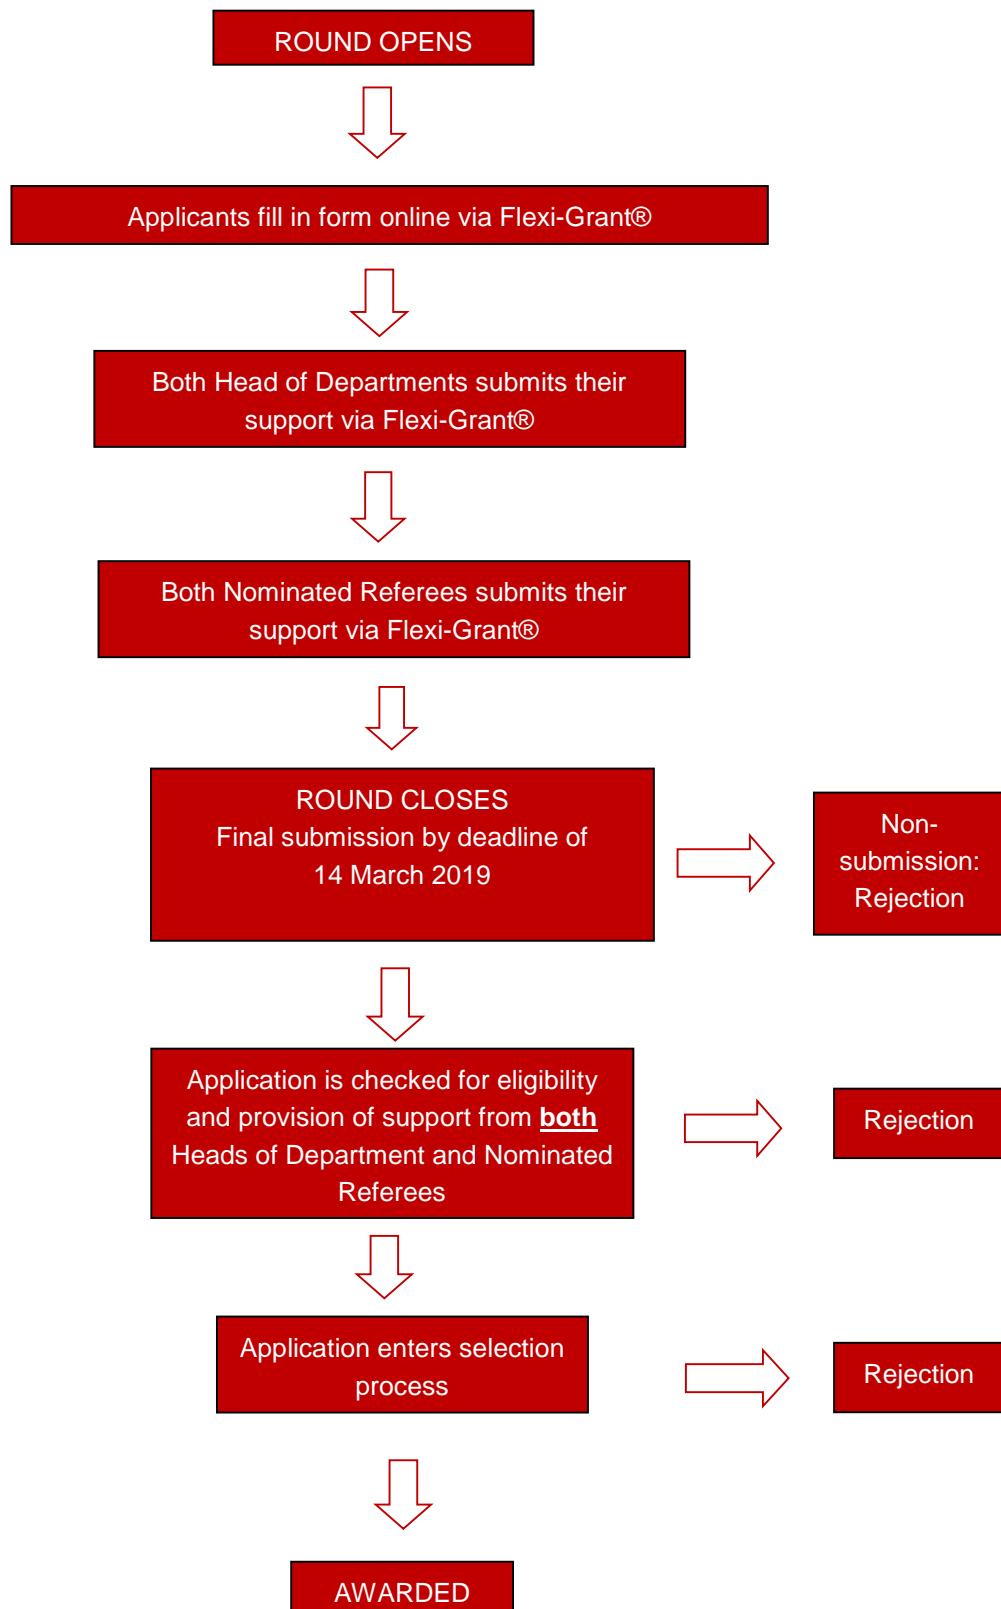 ROUND OPENS
Applicants fill in form online via Flexi-Grant®
Both Head of Departments submits their
support via Flexi-Grant®
Both Nominated Referees submits their
support via Flexi-Grant®
ROUND CLOSES
Final submission by deadline of
14 March 2019
Non-
submission:
Rejection
Application is checked for eligibility
and provision of support from both
Heads of Department and Nominated
Referees
Rejection
Application enters selection
process
Rejection
AWARDED